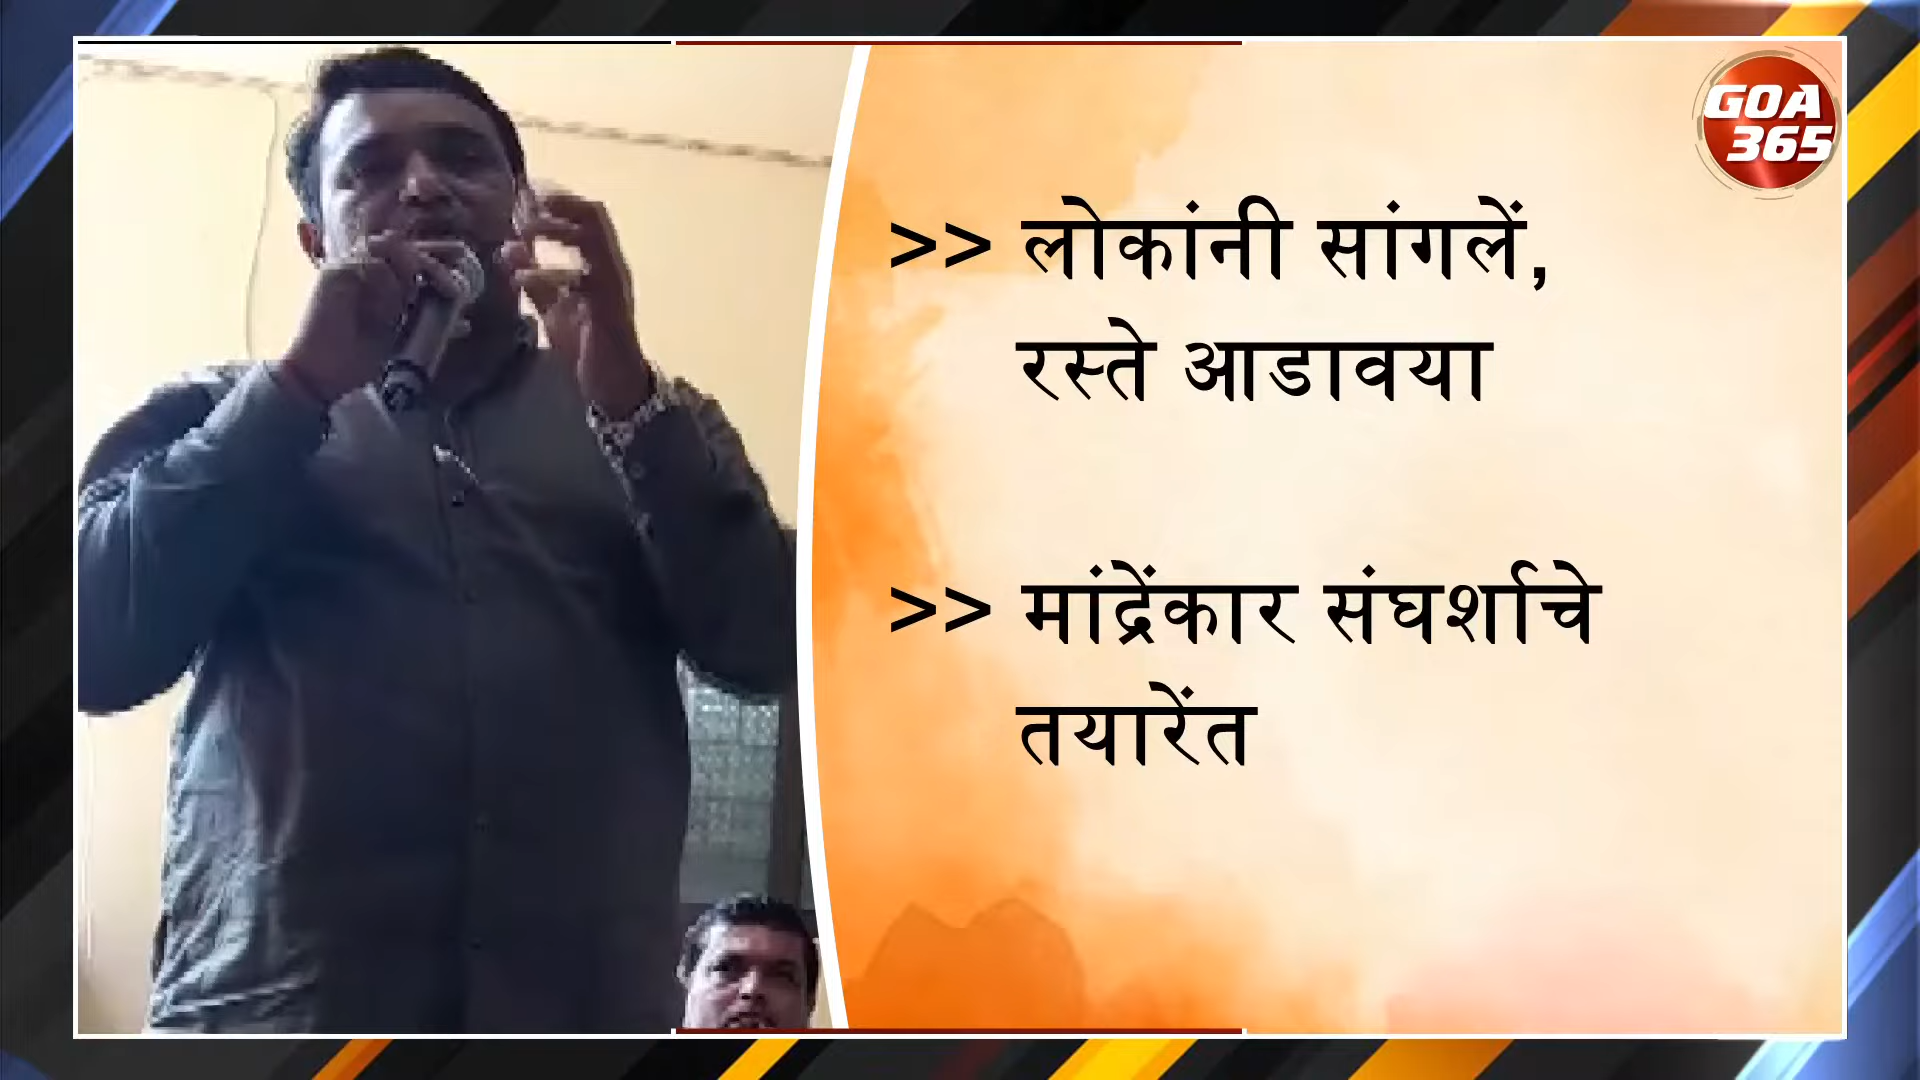 GOA
365
>> लोकांनी सांगलें,
रस्ते आडावया
>> मांद्रेंकार संघर्शाचे
तयारेंत